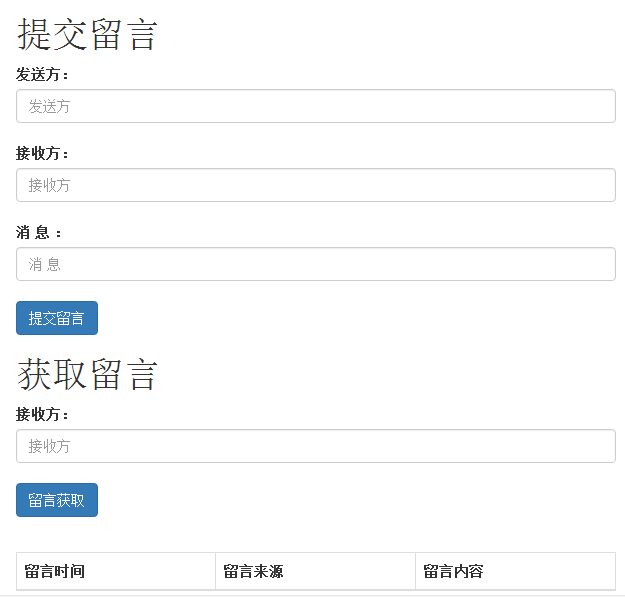 提交留言
发送方：
发送方
接收方：
接收方
消 息 ：
消 息
提交留言
获取留言
接收方：
接收方
留言获取
留言时间 留言来源 留言内容